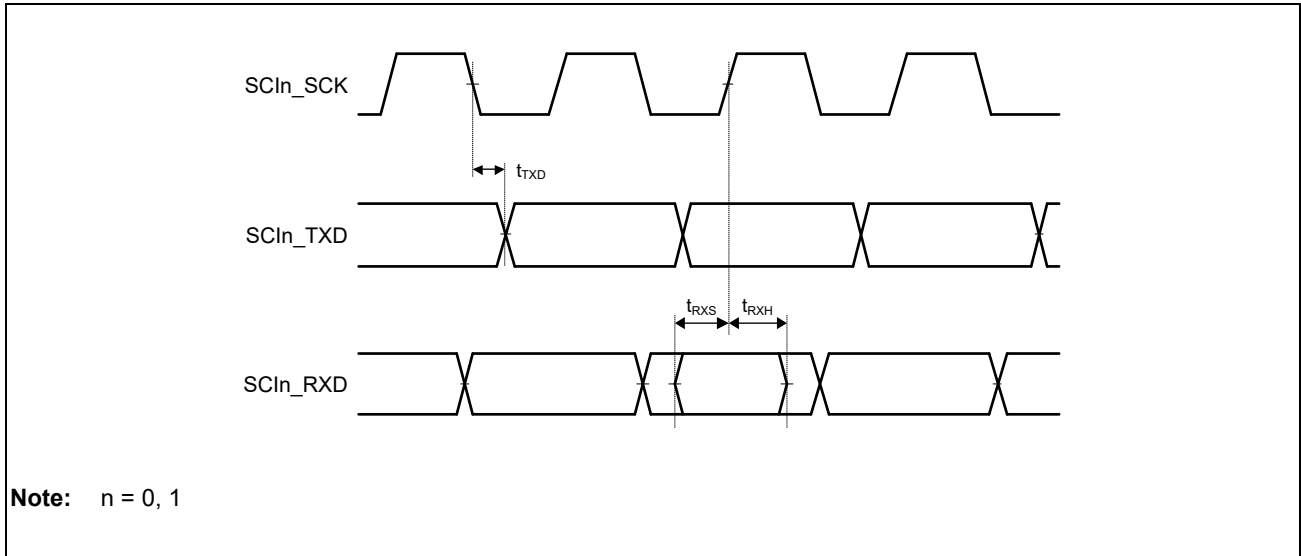 SCIn_SCK
tTXD
SCIn_TXD
tRXS tRXH
SCIn_RXD
Note: n = 0, 1